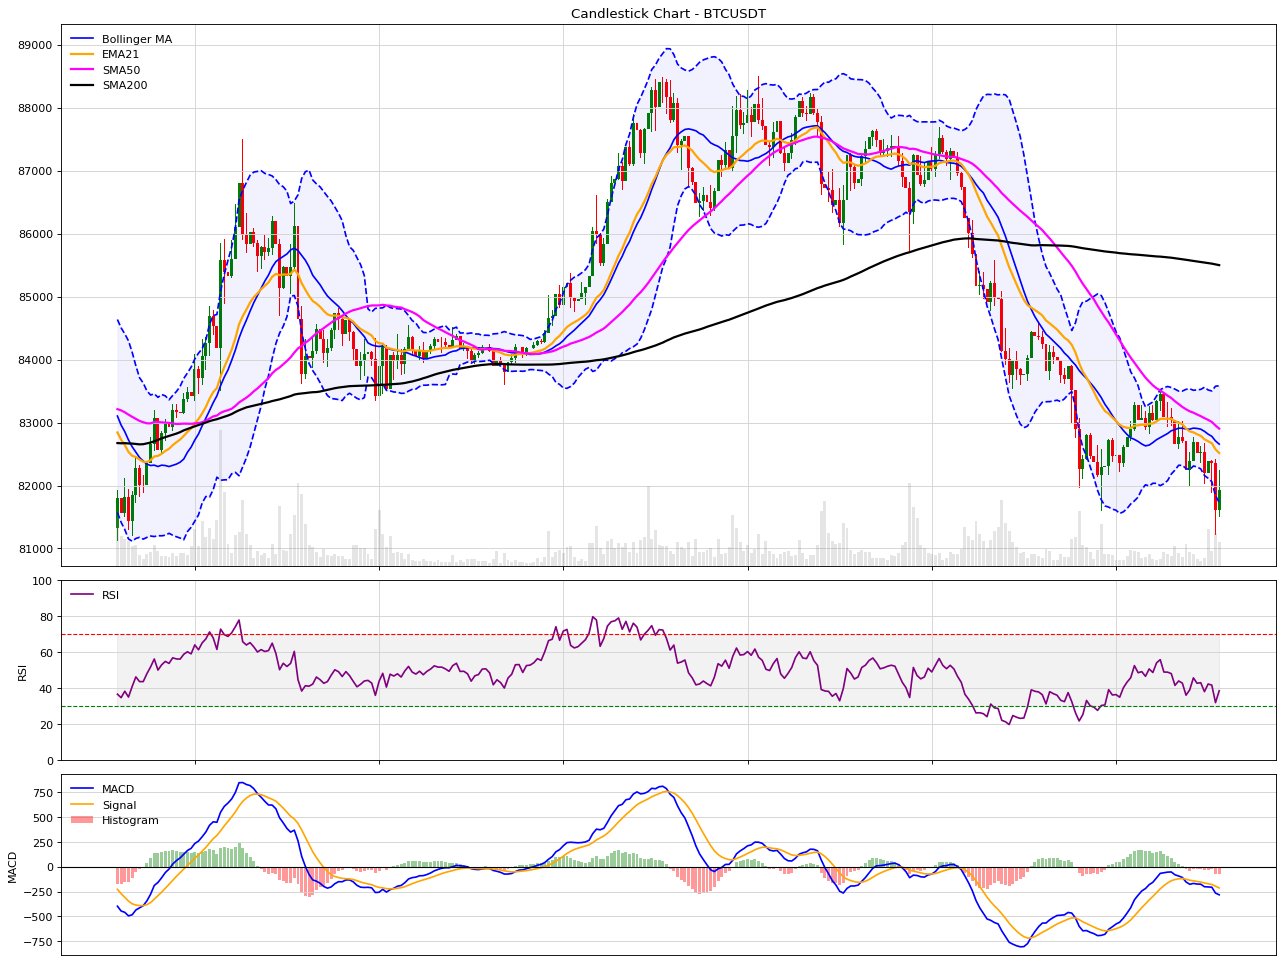 Candlestick Chart - BTCUSDT
Bollinger MA
EMA21
SMA50
SMA200
89000
88000
87000
86000
85000
84000
83000
82000
81000
RSI
RSI
100
80
60
40
20
0
MACD
Signal
Histogram
MACD
750
500
250
0
−250
−500
−750